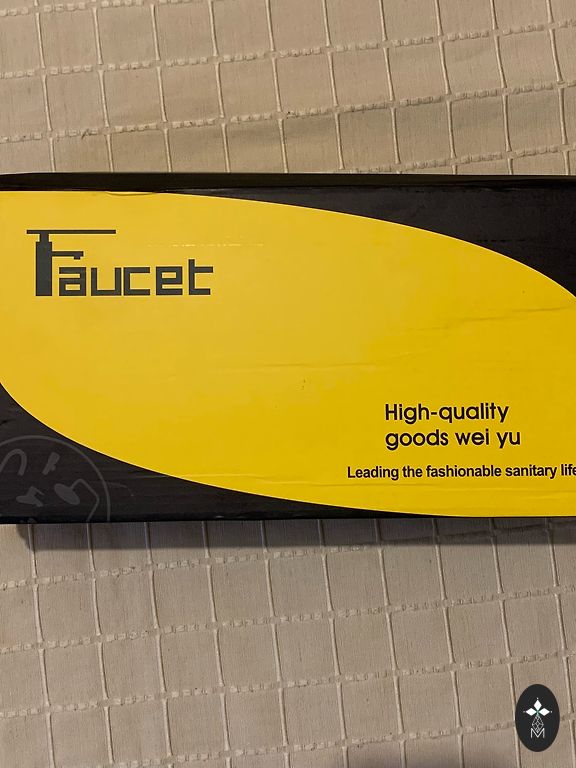 Faucet
High-quality
goods wei yu
Leading the fashionable sanitary life